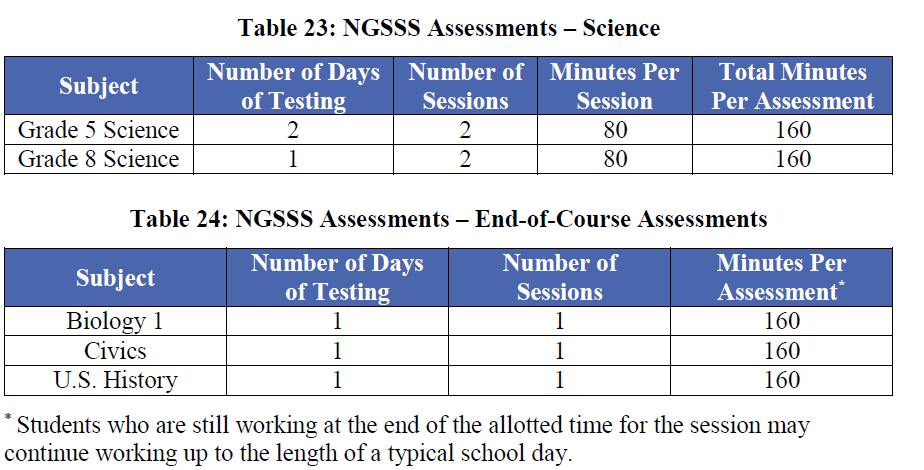 Table 23: NGSSS Assessments – Science
Subject Number of Days of Testing Number of Sessions Minutes Per Session Total Minutes Per Assessment
Grade 5 Science 2 2 80 160
Grade 8 Science 1 2 80 160
Table 24: NGSSS Assessments – End-of-Course Assessments
Subject Number of Days of Testing Number of Sessions Minutes Per Assessment*
Biology 1 1 1 160
Civics 1 1 160
U.S. History 1 1 160
* Students who are still working at the end of the allotted time for the session may
continue working up to the length of a typical school day.